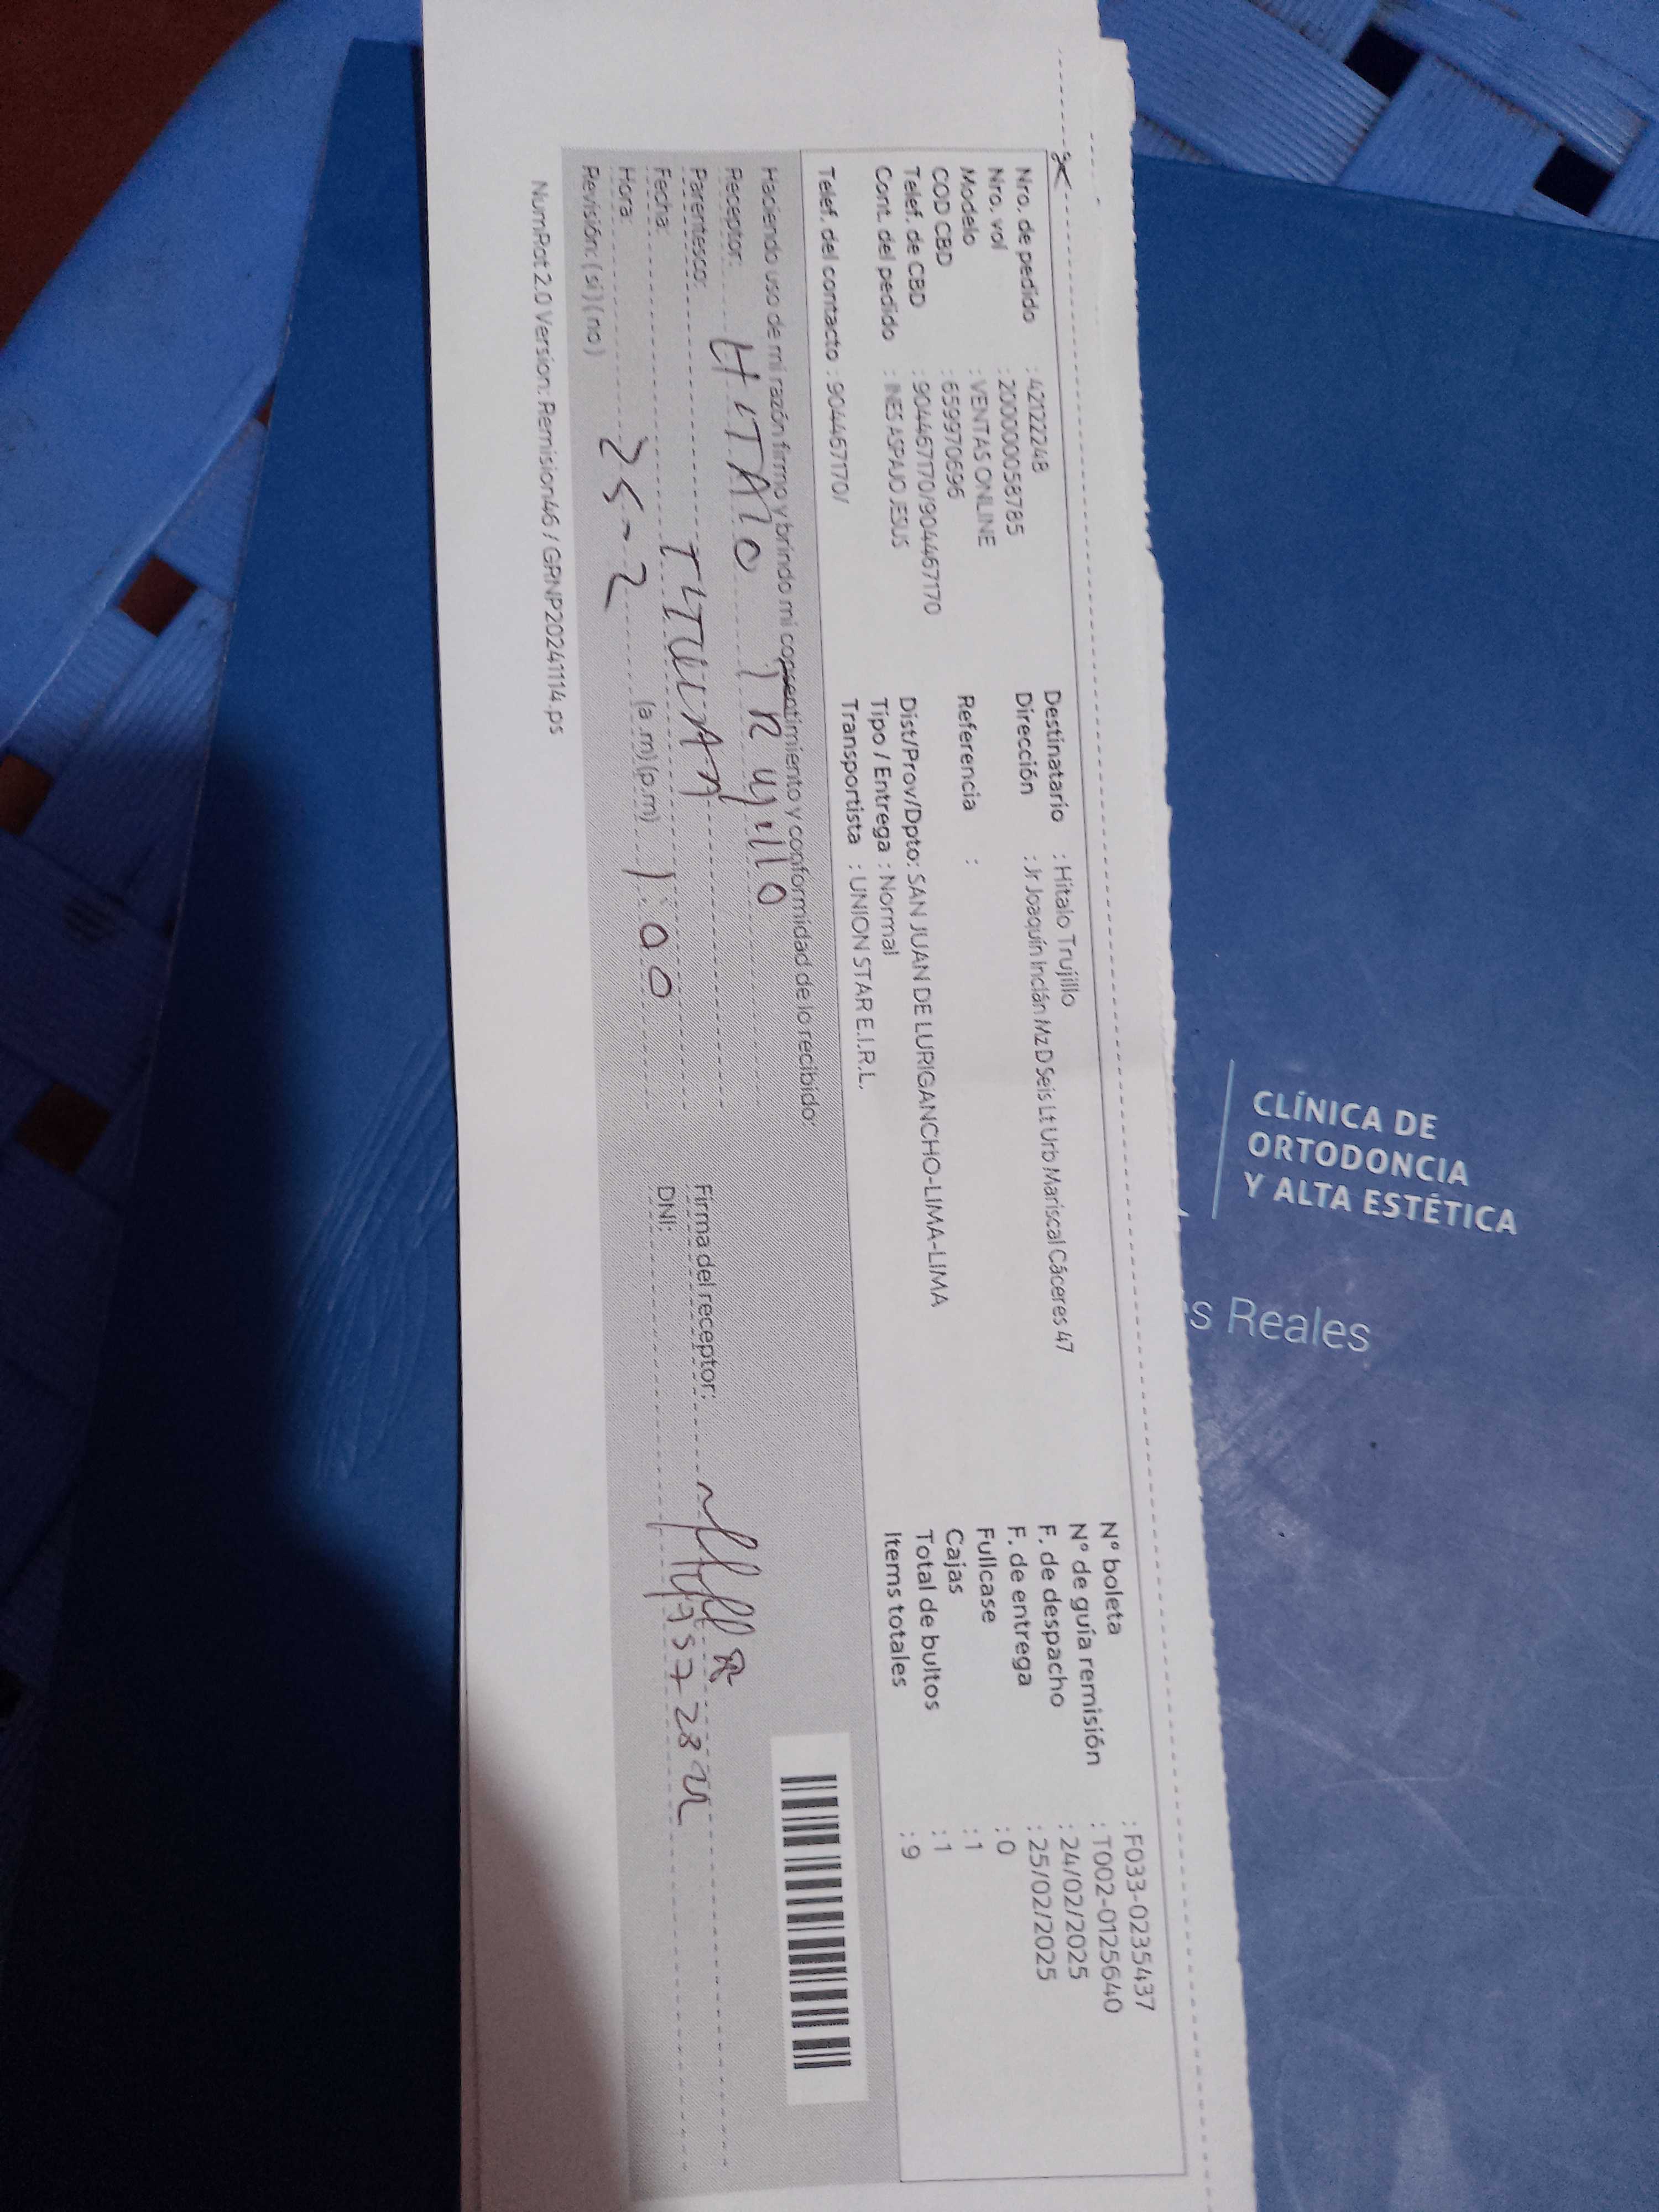 Nro. de pedido : 42122248
Nro. vol : 200000058785
Modelo : VENTAS ONLINE
COD CBD : 6599970696
Telef. de CBD : 904467170/904467170
Cont. del pedido : INES ASPAJO JESUS
Telef. del contacto : 904467170/
Destinatario : Hitalo Trujillo
Dirección : Jr Joaquín Inclán Mz D Seis Lt Urb Mariscal Cáceres 47
Referencia :
Dist/Prov/Dpto: SAN JUAN DE LURIGANCHO-LIMA-LIMA
Tipo / Entrega : Normal
Transportista : UNION STAR E.I.R.L.
Nº boleta : F033-0235437
Nº de guía remisión : T002-0125640
F. de despacho : 24/02/2025
F. de entrega : 25/02/2025
Fullcase : 0
Cajas : 1
Total de bultos : 1
Items totales : 9
Haciendo uso de mi razón firmo y brindo mi consentimiento y conformidad de lo recibido:
Receptor: HITAlo TRujillo
Parentesco: TiTULAR
Fecha: 25-2
Hora: (a.m) (p.m) 1:00
Revisión: ( si ) ( no )
Firma del receptor:
DNI:
NumRot 2.0 Version: Remision46 / GRNP20241114.ps
CLÍNICA DE
ORTODONCIA
Y ALTA ESTÉTICA
s Reales